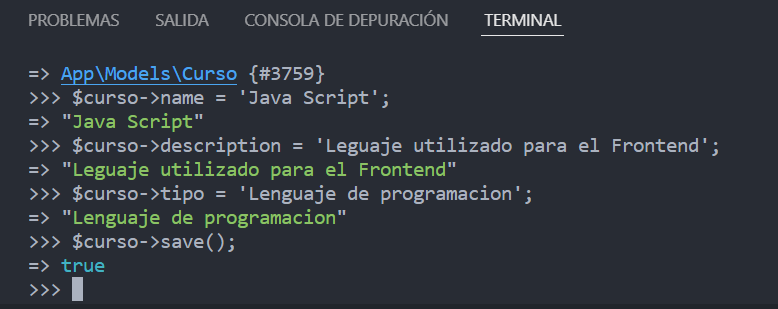 PROBLEMAS SALIDA CONSOLA DE DEPURACIÓN TERMINAL
=> App\Models\Curso {#3759}
>>> $curso->name = 'Java Script';
=> "Java Script"
>>> $curso->description = 'Leguaje utilizado para el Frontend';
=> "Leguaje utilizado para el Frontend"
>>> $curso->tipo = 'Lenguaje de programacion';
=> "Lenguaje de programacion"
>>> $curso->save();
=> true
>>>